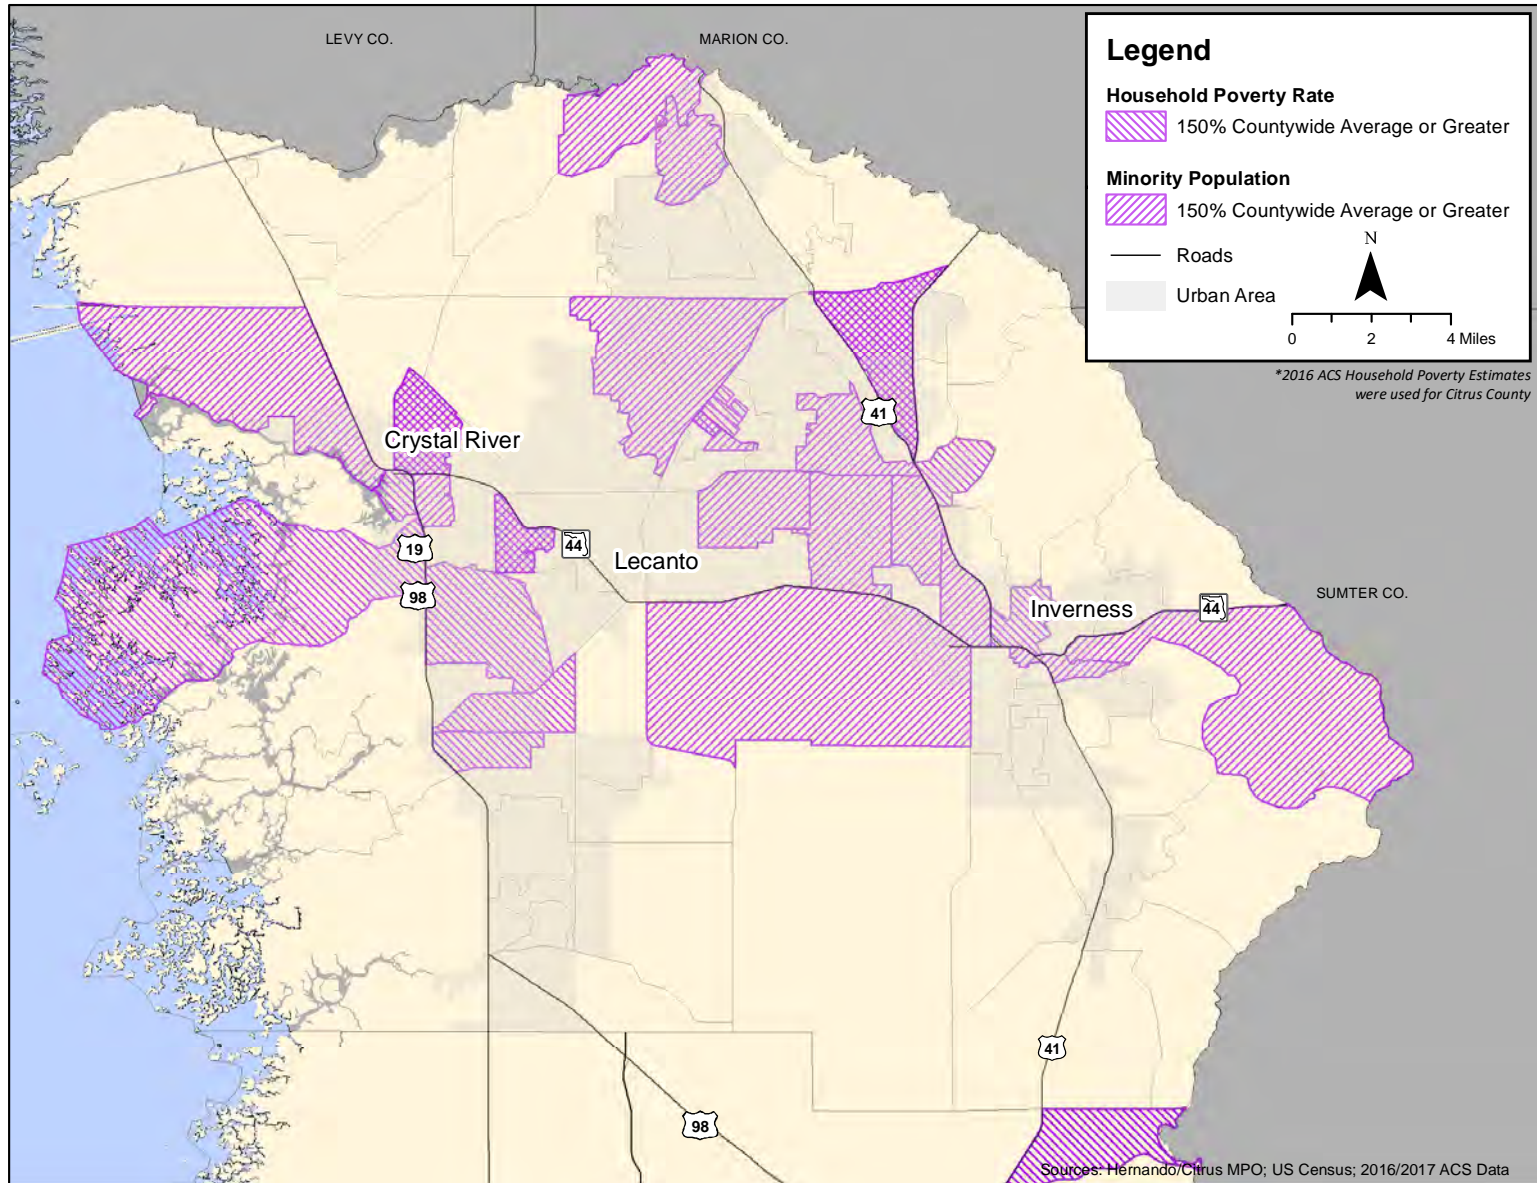 LEVY CO.
MARION CO.
Legend
Household Poverty Rate
150% Countywide Average or Greater
Minority Population
150% Countywide Average or Greater
Roads
Urban Area
N
0 2 4 Miles
*2016 ACS Household Poverty Estimates
were used for Citrus County
41
Crystal River
19
44
Lecanto
98
Inverness
44
SUMTER CO.
41
98
Sources: Hernando/Citrus MPO; US Census; 2016/2017 ACS Data